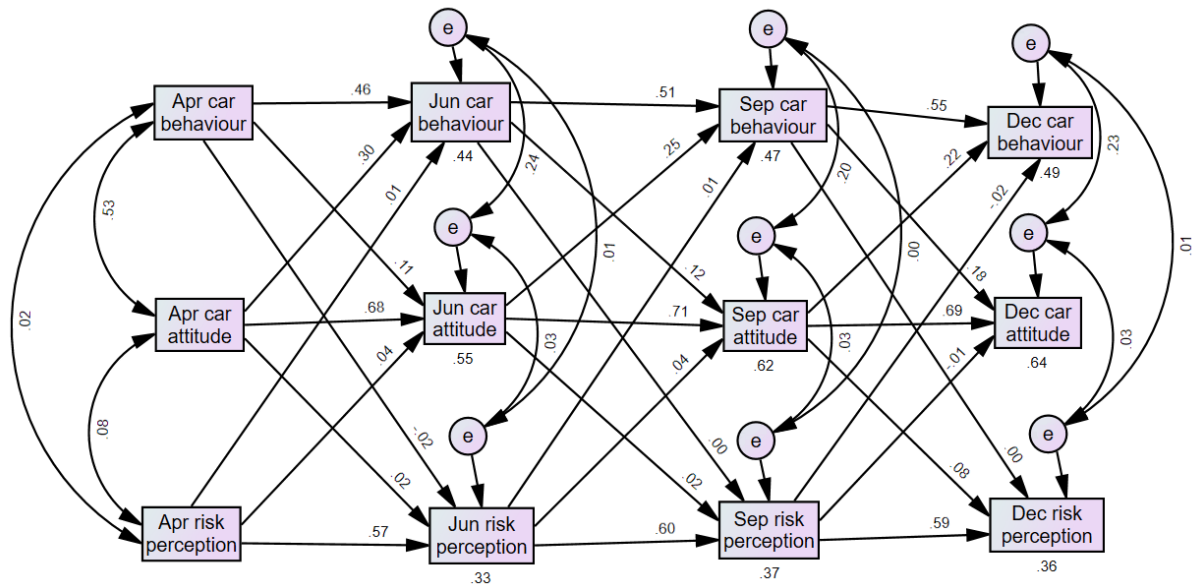 e
e
e
Apr car
behaviour
.46
Jun car
behaviour
.44
.51
Sep car
behaviour
.47
.55
Dec car
behaviour
.49
.30
.01
.24
.25
.01
.20
.22
-.02
.23
.53
.02
.01
.00
.01
e
e
e
.11
.12
.18
Apr car
attitude
.68
Jun car
attitude
.55
.71
Sep car
attitude
.62
.69
Dec car
attitude
.64
.04
.03
.04
.03
-.01
.03
.08
e
e
e
-.02
.02
.00
.02
.00
.08
Apr risk
perception
.57
Jun risk
perception
.33
.60
Sep risk
perception
.37
.59
Dec risk
perception
.36